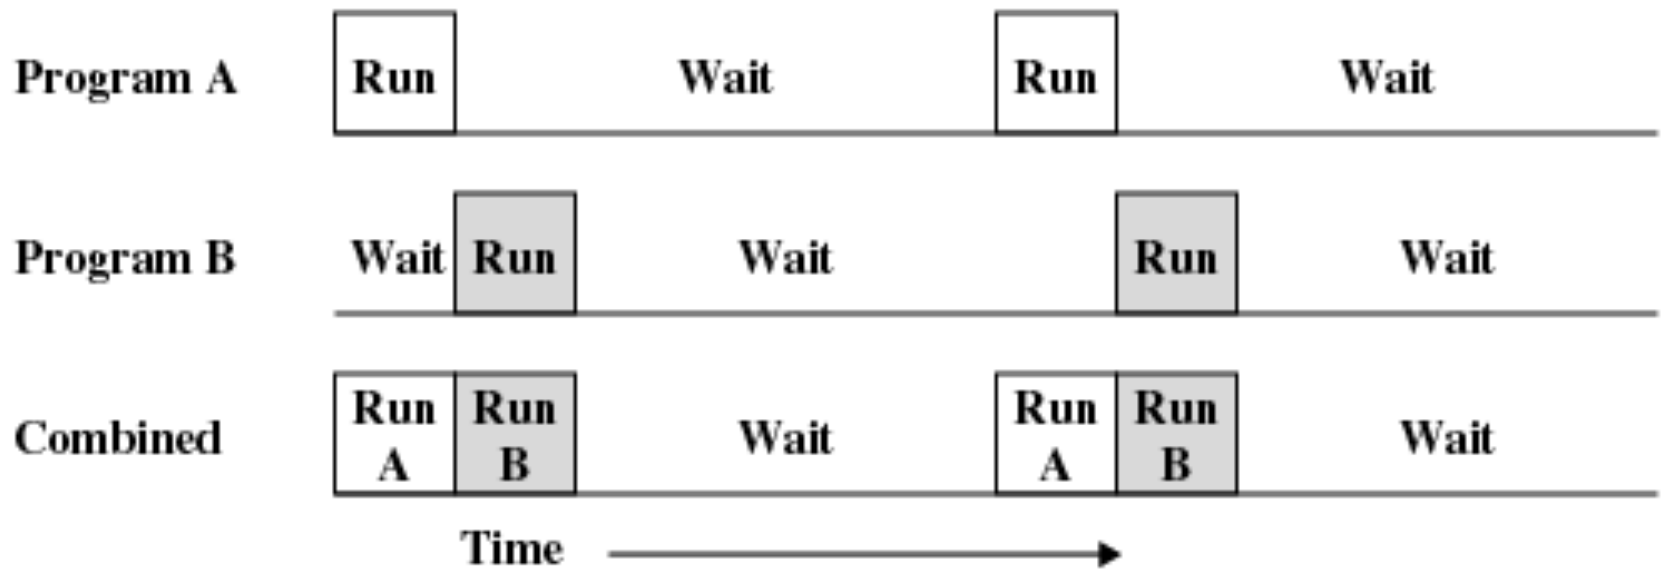 Program A Run Wait Run Wait
Program B Wait Run Wait Run Wait
Combined Run A Run B Wait Run A Run B Wait
Time